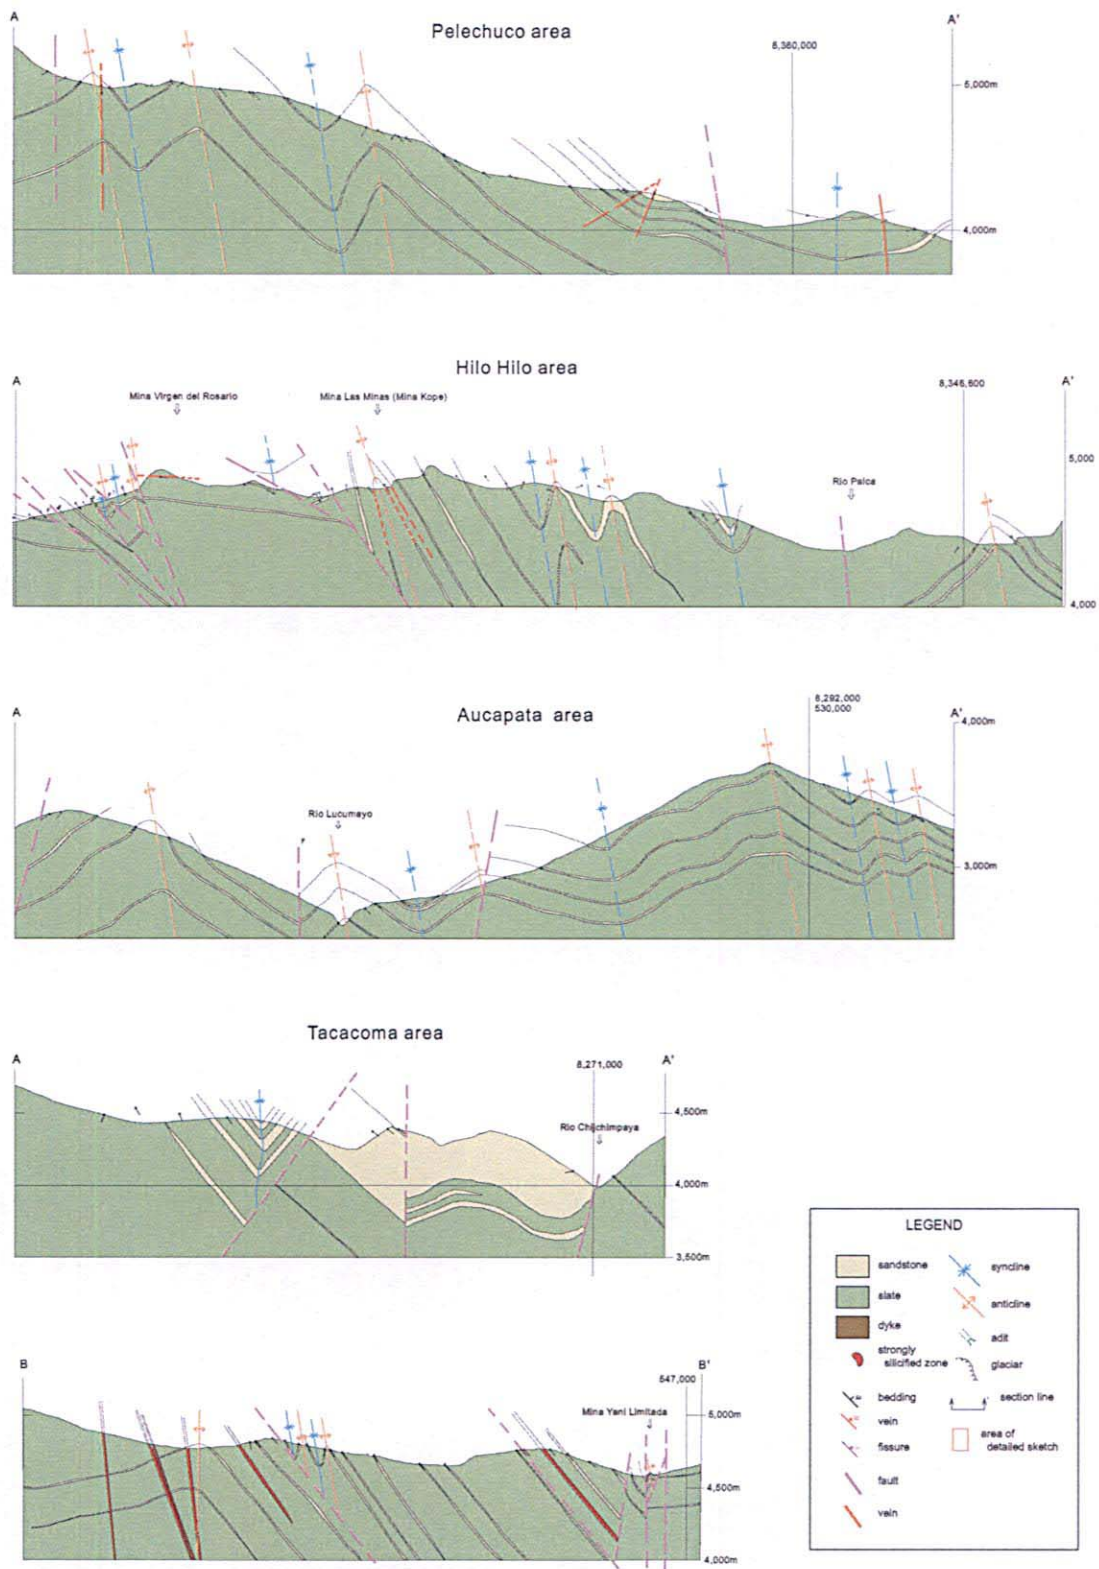 Pelechuco area
A
A'
8,360,000
5,000m
4,000m
Hilo Hilo area
A
A'
Mina Virgen del Rosario
Mina Las Minas (Mina Kope)
8,346,600
5,000
Rio Palca
4,000
Aucapata area
A
A'
8,292,000
530,000
4,000m
Rio Lucumayo
3,000m
Tacacoma area
A
A'
8,271,000
4,500m
Rio Chichimpaya
4,000m
3,500m
B
B'
547,000
Mina Yani Limitada
5,000m
4,500m
4,000m
LEGEND
sandstone
slate
dyke
strongly
silicified zone
bedding
vein
fissure
fault
vein
syncline
anticline
adit
glaciar
section line
area of
detailed sketch